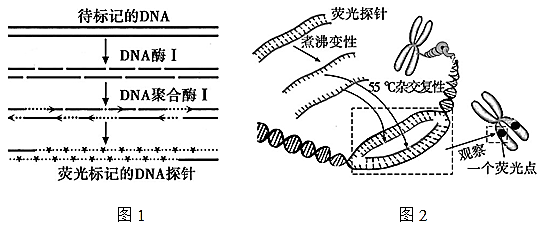 待标记的DNA
DNA酶Ⅰ
DNA聚合酶Ⅰ
荧光标记的DNA探针
图1
荧光探针
煮沸变性
55 ℃杂交复性
观察
一个荧光点
图2